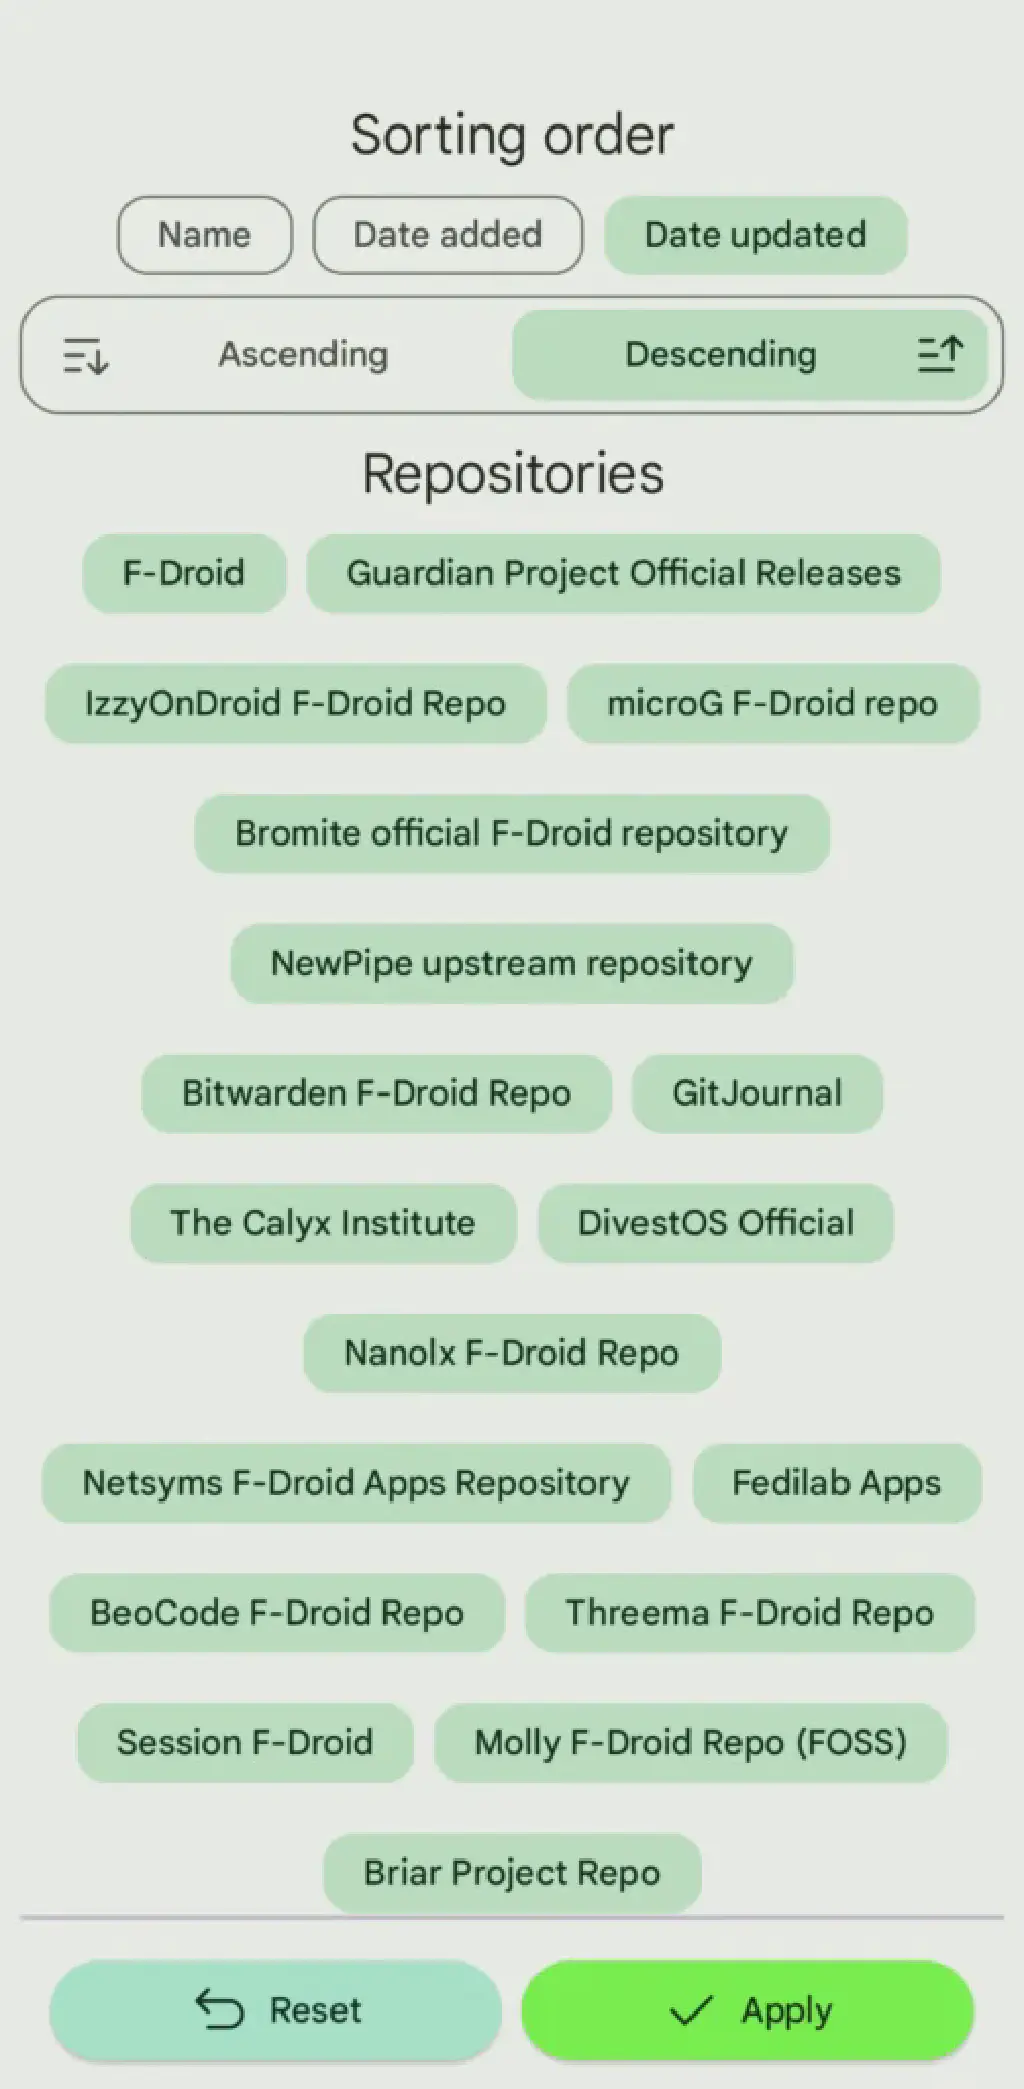 Sorting order
Name Date added Date updated
Ascending Descending
Repositories
F-Droid Guardian Project Official Releases
IzzyOnDroid F-Droid Repo microG F-Droid repo
Bromite official F-Droid repository
NewPipe upstream repository
Bitwarden F-Droid Repo GitJournal
The Calyx Institute DivestOS Official
Nanolx F-Droid Repo
Netsyms F-Droid Apps Repository Fedilab Apps
BeoCode F-Droid Repo Threema F-Droid Repo
Session F-Droid Molly F-Droid Repo (FOSS)
Briar Project Repo
Reset Apply